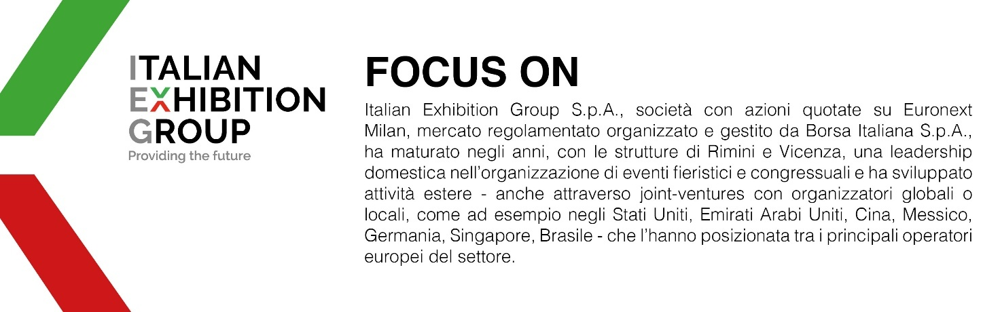 ITALIAN
EXHIBITION
GROUP
Providing the future
FOCUS ON
Italian Exhibition Group S.p.A., società con azioni quotate su Euronext
Milan, mercato regolamentato organizzato e gestito da Borsa Italiana S.p.A.,
ha maturato negli anni, con le strutture di Rimini e Vicenza, una leadership
domestica nell'organizzazione di eventi fieristici e congressuali e ha sviluppato
attività estere - anche attraverso joint-ventures con organizzatori globali o
locali, come ad esempio negli Stati Uniti, Emirati Arabi Uniti, Cina, Messico,
Germania, Singapore, Brasile - che l'hanno posizionata tra i principali operatori
europei del settore.